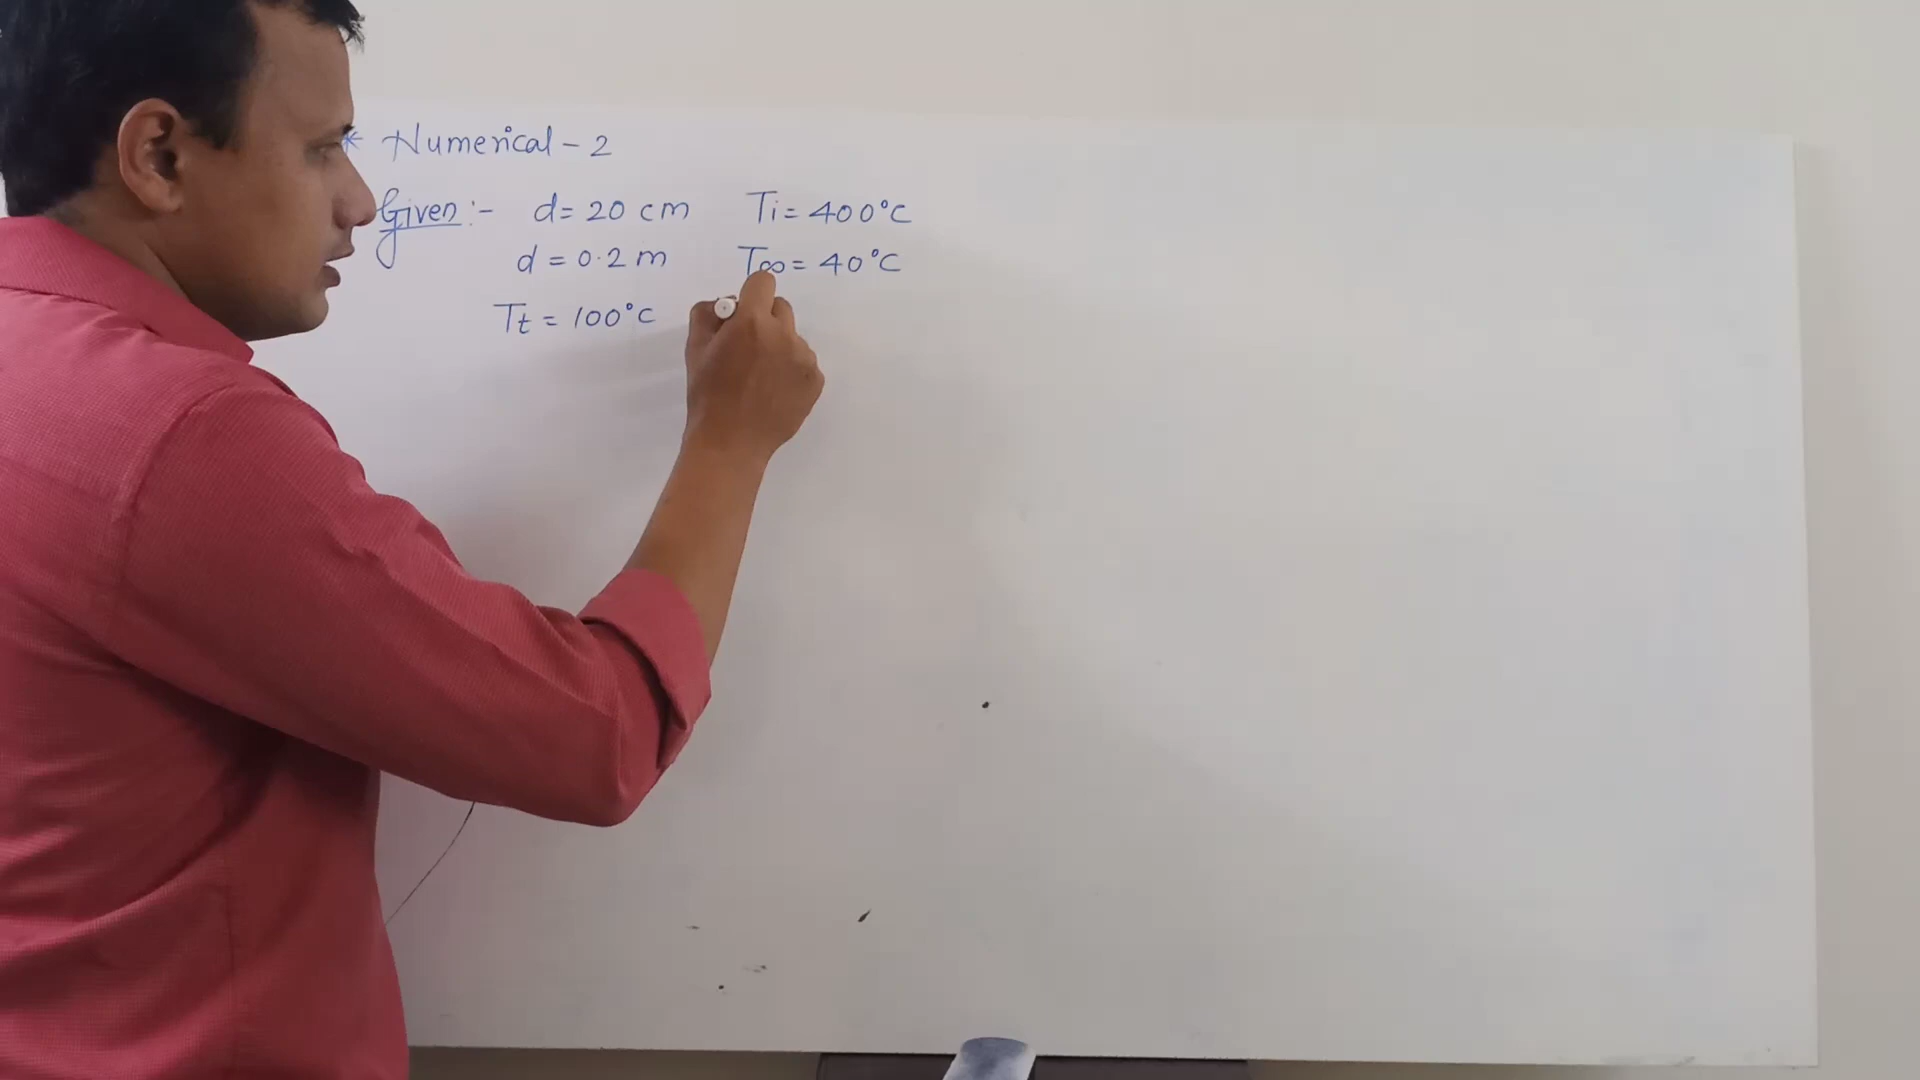 * Numerical - 2
Given :- d = 20 cm Ti = 400°C
d = 0.2 m T∞ = 40°C
Tt = 100°C